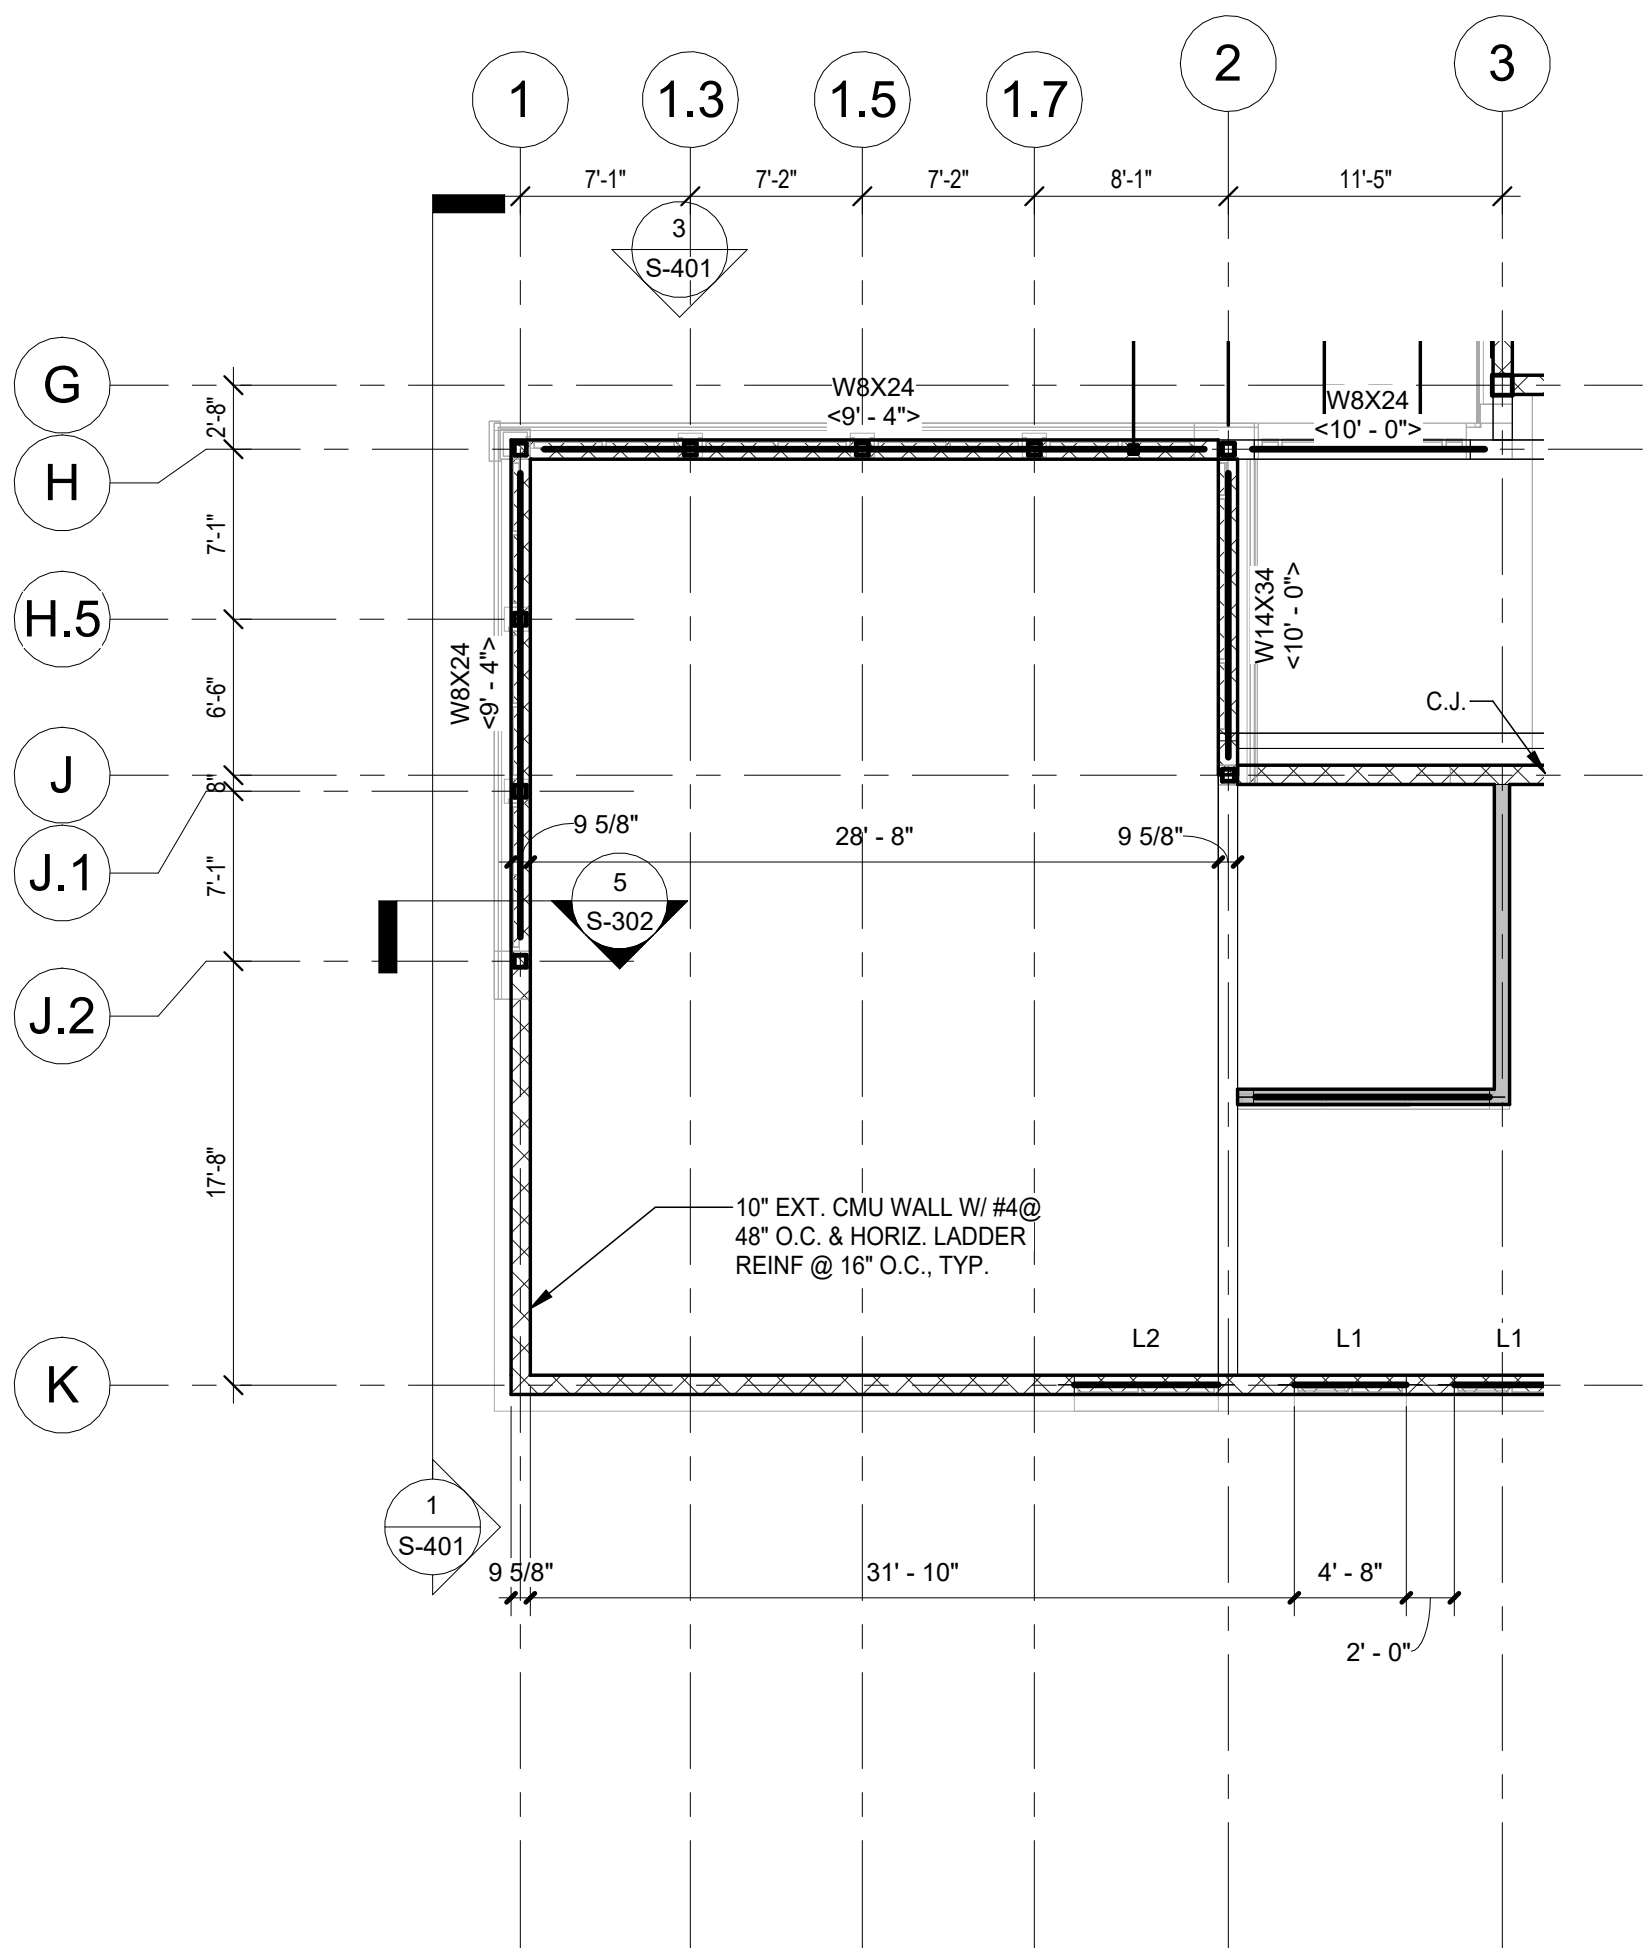 1
1.3
1.5
1.7
2
3
7'-1"
7'-2"
7'-2"
8'-1"
11'-5"
3
S-401
G
2'-8"
W8X24
<9' - 4">
W8X24
<10' - 0">
H
7'-1"
H.5
W14X34
<10' - 0">
W8X24
<9' - 4">
6'-6"
C.J.
J
8"
9 5/8"
28' - 8"
9 5/8"
J.1
7'-1"
5
S-302
J.2
17'-8"
10" EXT. CMU WALL W/ #4@
48" O.C. & HORIZ. LADDER
REINF @ 16" O.C., TYP.
L2
L1
L1
K
1
S-401
9 5/8"
31' - 10"
4' - 8"
2' - 0"